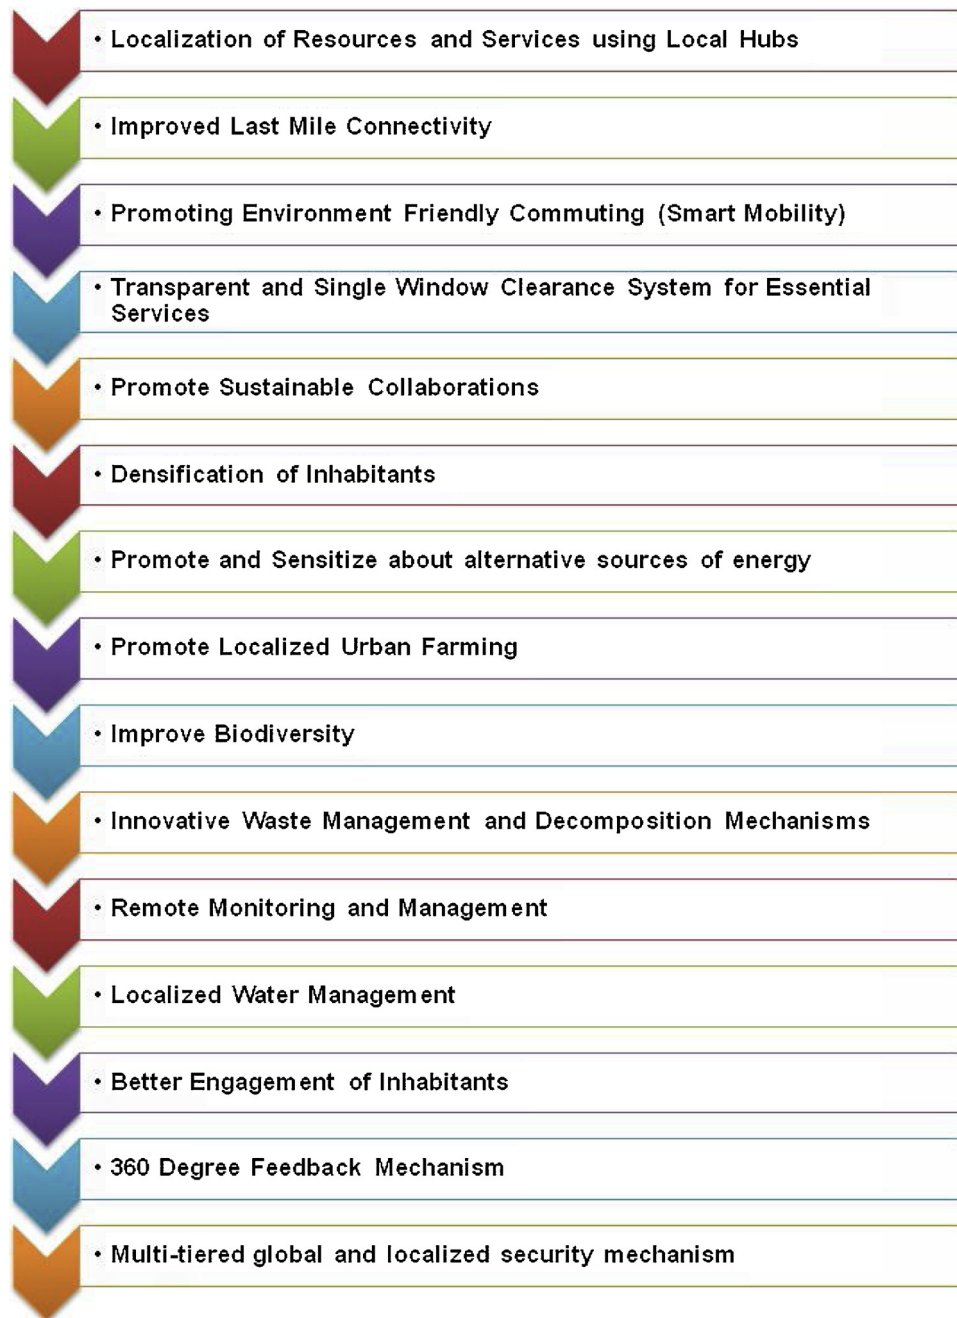 • Localization of Resources and Services using Local Hubs
• Improved Last Mile Connectivity
• Promoting Environment Friendly Commuting (Smart Mobility)
• Transparent and Single Window Clearance System for Essential
Services
• Promote Sustainable Collaborations
• Densification of Inhabitants
• Promote and Sensitize about alternative sources of energy
• Promote Localized Urban Farming
• Improve Biodiversity
• Innovative Waste Management and Decomposition Mechanisms
• Remote Monitoring and Management
• Localized Water Management
• Better Engagement of Inhabitants
• 360 Degree Feedback Mechanism
• Multi-tiered global and localized security mechanism